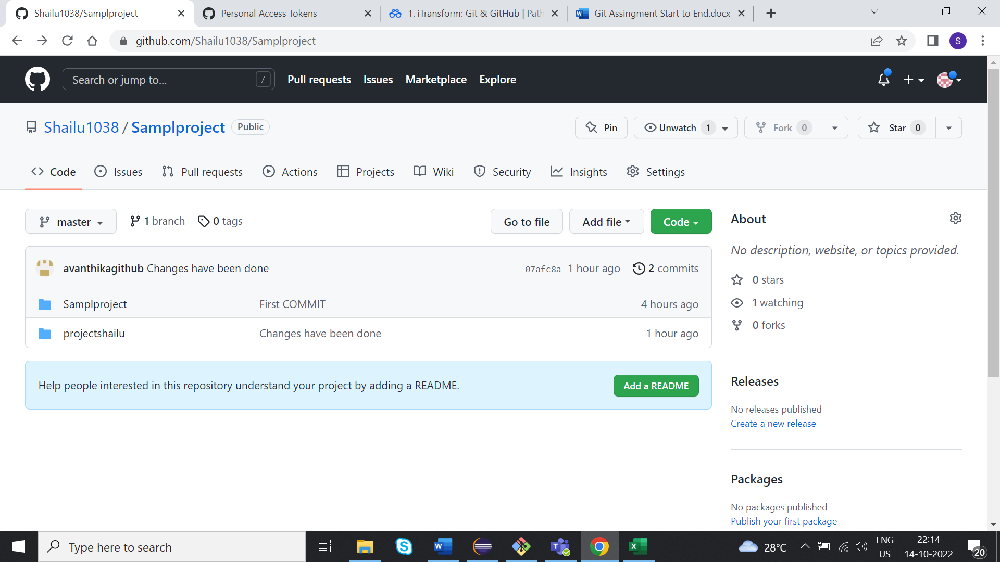 Shailu1038/Samplproject
Personal Access Tokens
1. iTransform: Git & GitHub | Path
Git Assingment Start to End.docx
github.com/Shailu1038/Samplproject
S
Search or jump to...
/
Pull requests
Issues
Marketplace
Explore
Shailu1038 / Samplproject
Public
Pin
Unwatch 1
Fork 0
Star 0
Code
Issues
Pull requests
Actions
Projects
Wiki
Security
Insights
Settings
master
1 branch
0 tags
Go to file
Add file
Code
avanthikagithub Changes have been done
07afc8a 1 hour ago
2 commits
Samplproject
First COMMIT
4 hours ago
projectshailu
Changes have been done
1 hour ago
Help people interested in this repository understand your project by adding a README.
Add a README
About
No description, website, or topics provided.
0 stars
1 watching
0 forks
Releases
No releases published
Create a new release
Packages
No packages published
Publish your first package
Type here to search
28°C
ENG
US
22:14
14-10-2022
20